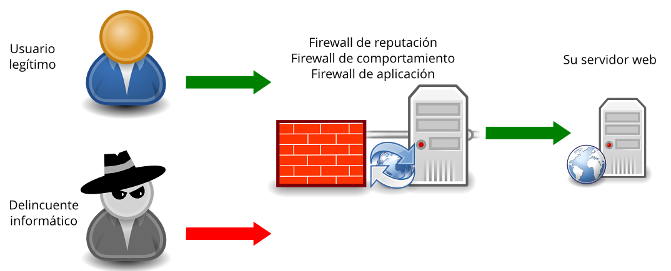 Usuario
legítimo
Firewall de reputación
Firewall de comportamiento
Firewall de aplicación
Su servidor web
Delincuente
informático